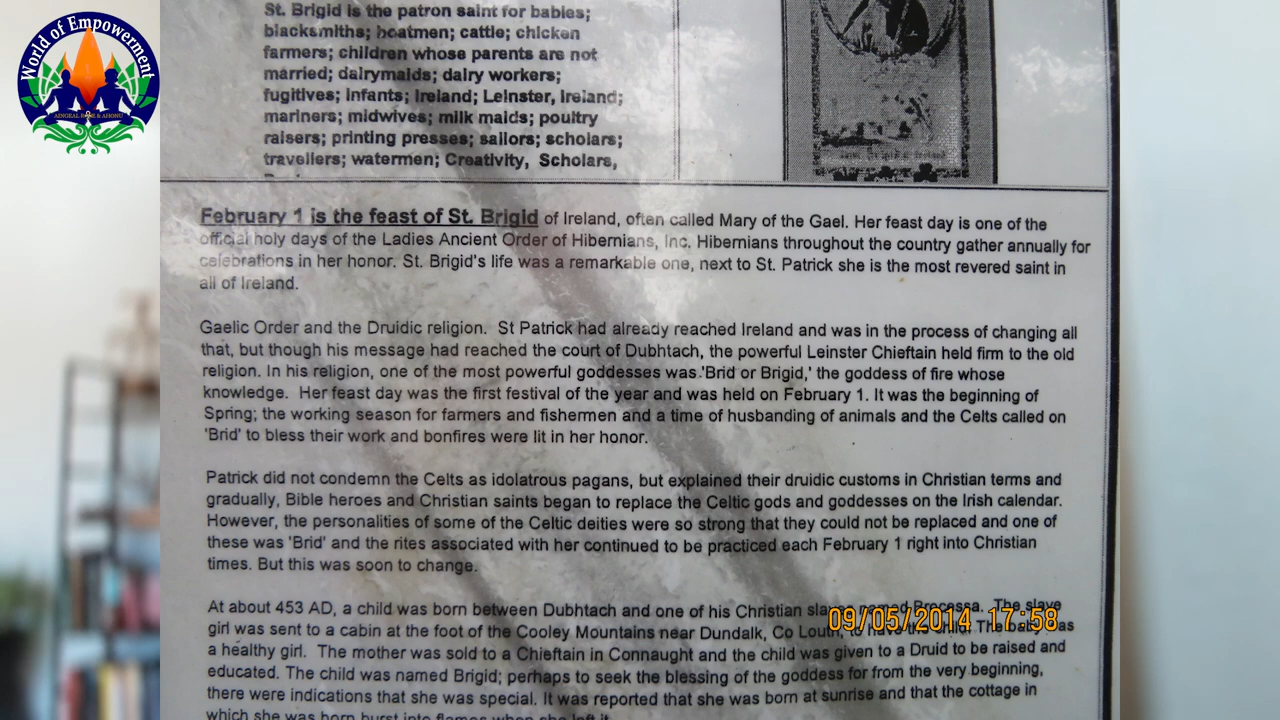 World of Empowerment
St. Brigid is the patron saint for babies;
blacksmiths; boatmen; cattle; chicken
farmers; children whose parents are not
married; dairymaids; dairy workers;
fugitives; infants; Ireland; Leinster, Ireland;
mariners; midwives; milk maids; poultry
raisers; printing presses; sailors; scholars;
travellers; watermen; Creativity, Scholars,
February 1 is the feast of St. Brigid of Ireland, often called Mary of the Gael. Her feast day is one of the
official holy days of the Ladies Ancient Order of Hibernians, Inc. Hibernians throughout the country gather annually for
celebrations in her honor. St. Brigid's life was a remarkable one, next to St. Patrick she is the most revered saint in
all of Ireland.
Gaelic Order and the Druidic religion. St Patrick had already reached Ireland and was in the process of changing all
that, but though his message had reached the court of Dubhtach, the powerful Leinster Chieftain held firm to the old
religion. In his religion, one of the most powerful goddesses was.'Brid or Brigid,' the goddess of fire whose
knowledge. Her feast day was the first festival of the year and was held on February 1. It was the beginning of
Spring; the working season for farmers and fishermen and a time of husbanding of animals and the Celts called on
'Brid' to bless their work and bonfires were lit in her honor.
Patrick did not condemn the Celts as idolatrous pagans, but explained their druidic customs in Christian terms and
gradually, Bible heroes and Christian saints began to replace the Celtic gods and goddesses on the Irish calendar.
However, the personalities of some of the Celtic deities were so strong that they could not be replaced and one of
these was 'Brid' and the rites associated with her continued to be practiced each February 1 right into Christian
times. But this was soon to change.
At about 453 AD, a child was born between Dubhtach and one of his Christian The slave
09/05/2014 17:58
girl was sent to a cabin at the foot of the Cooley Mountains near Dundalk, Co Louth, to have the child. The baby was
a healthy girl. The mother was sold to a Chieftain in Connaught and the child was given to a Druid to be raised and
educated. The child was named Brigid; perhaps to seek the blessing of the goddess for from the very beginning,
there were indications that she was special. It was reported that she was born at sunrise and that the cottage in
which she was born burst into flames when she left it.